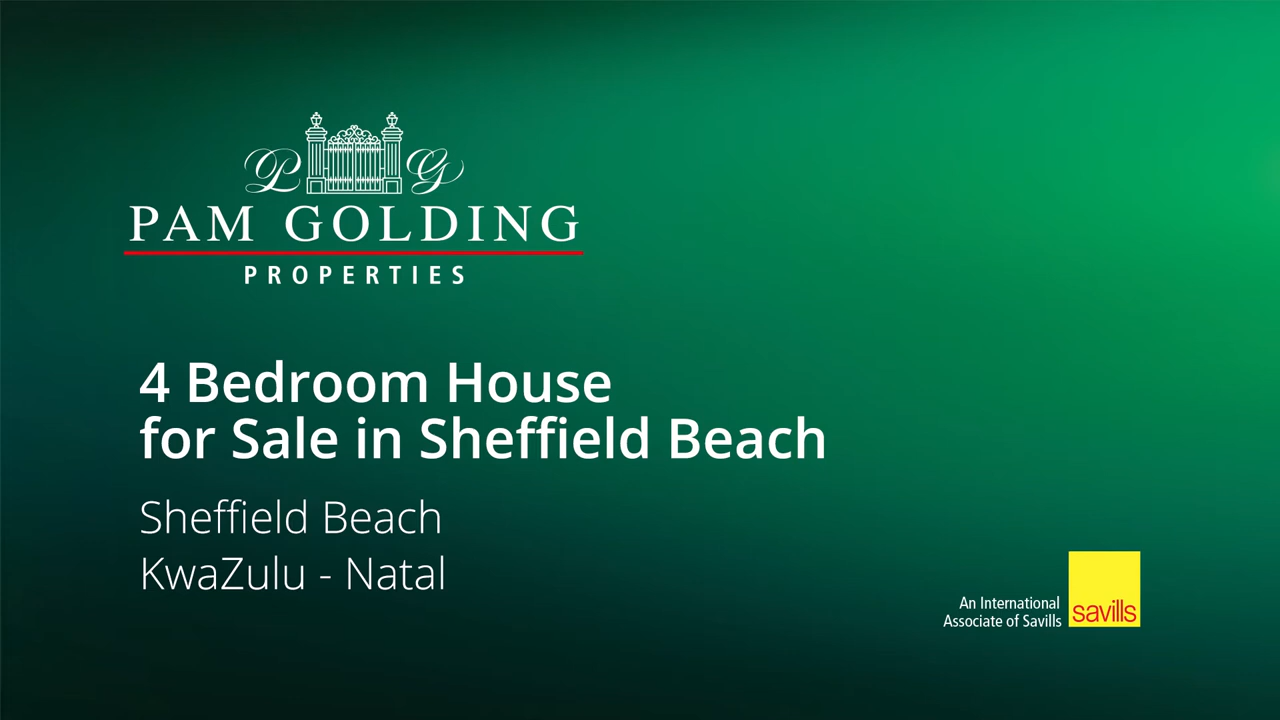 P G
PAM GOLDING
PROPERTIES
4 Bedroom House
for Sale in Sheffield Beach
Sheffield Beach
KwaZulu - Natal
An International
Associate of Savills
savills